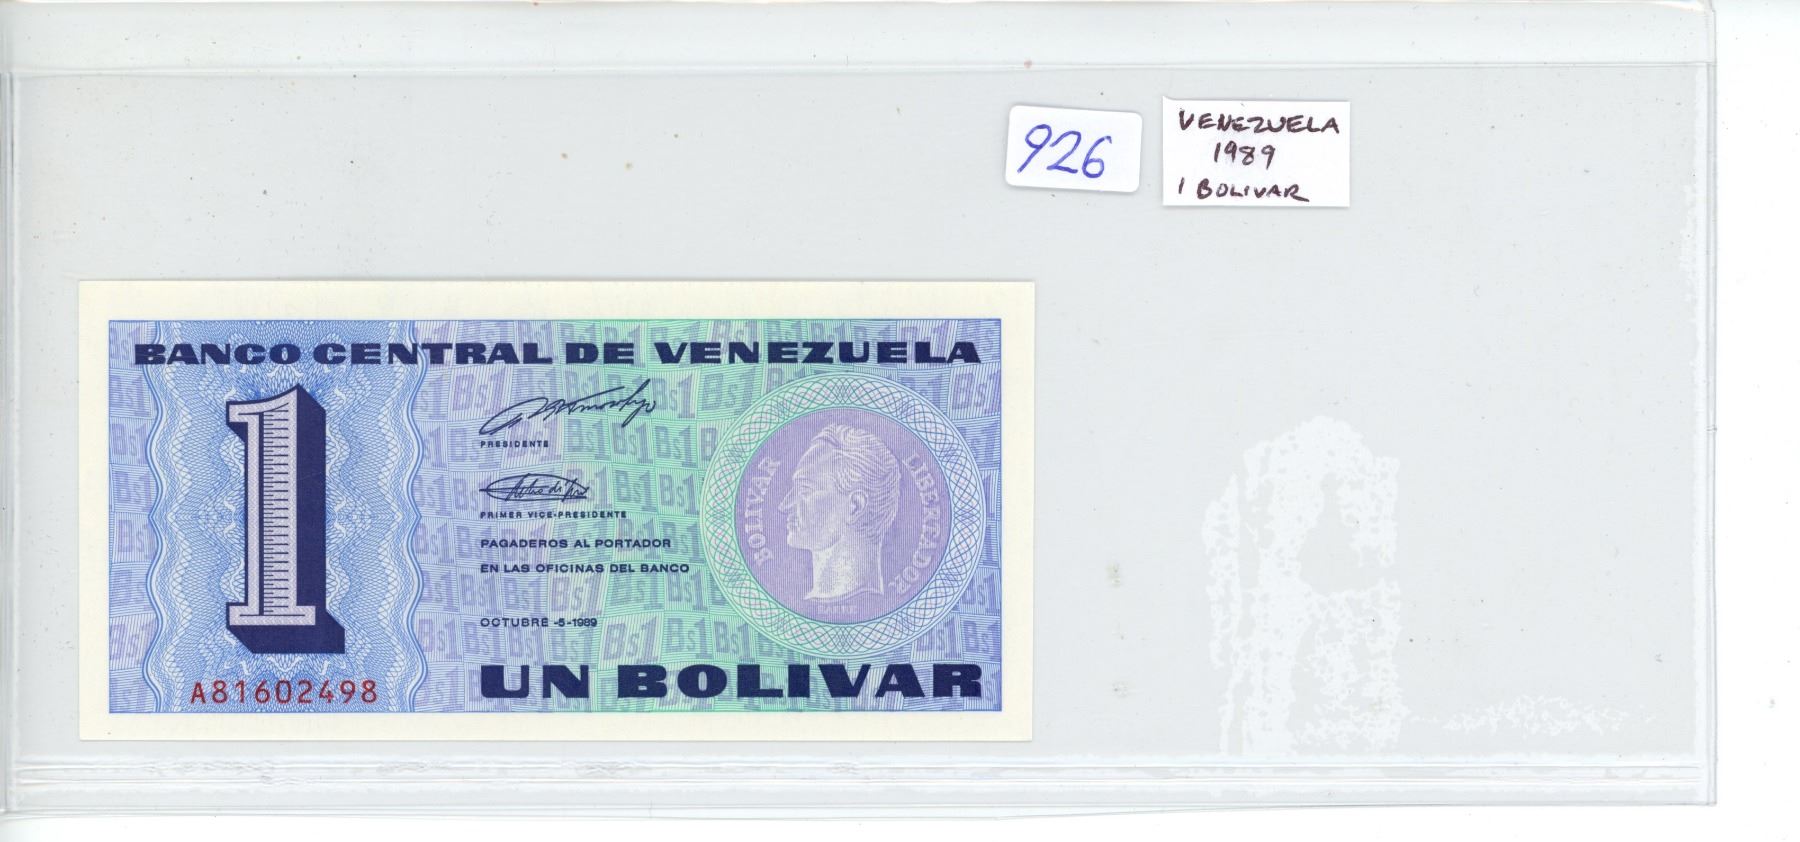 926
VENEZUELA
1989
1 BOLIVAR
BANCO CENTRAL DE VENEZUELA
1
PRESIDENTE
PRIMER VICE-PRESIDENTE
PAGADEROS AL PORTADOR
EN LAS OFICINAS DEL BANCO
OCTUBRE -5-1989
BOLIVAR LIBERTADOR
BARRE
A81602498
UN BOLIVAR